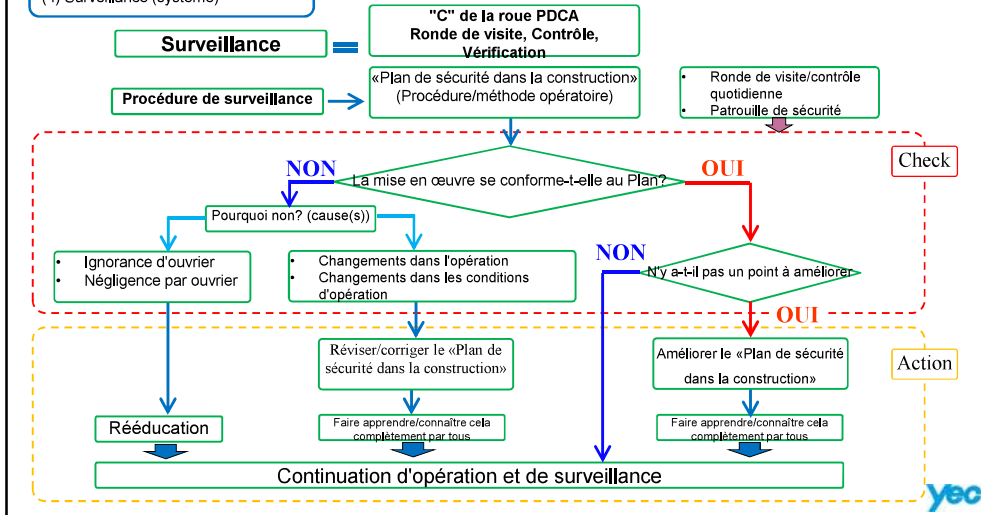 (4) Surveillance (système)
Surveillance
"C" de la roue PDCA
Ronde de visite, Contrôle,
Vérification
Procédure de surveillance
«Plan de sécurité dans la construction»
(Procédure/méthode opératoire)
• Ronde de visite/contrôle
quotidienne
• Patrouille de sécurité
Check
NON
OUI
La mise en œuvre se conforme-t-elle au Plan?
Pourquoi non? (cause(s))
• Ignorance d'ouvrier
• Négligence par ouvrier
• Changements dans l'opération
• Changements dans les conditions
d'opération
NON
N'y a-t-il pas un point à améliorer
OUI
Action
Réviser/corriger le «Plan de
sécurité dans la construction»
Améliorer le «Plan de sécurité
dans la construction»
Rééducation
Faire apprendre/connaître cela
complètement par tous
Faire apprendre/connaître cela
complètement par tous
Continuation d'opération et de surveillance
yec